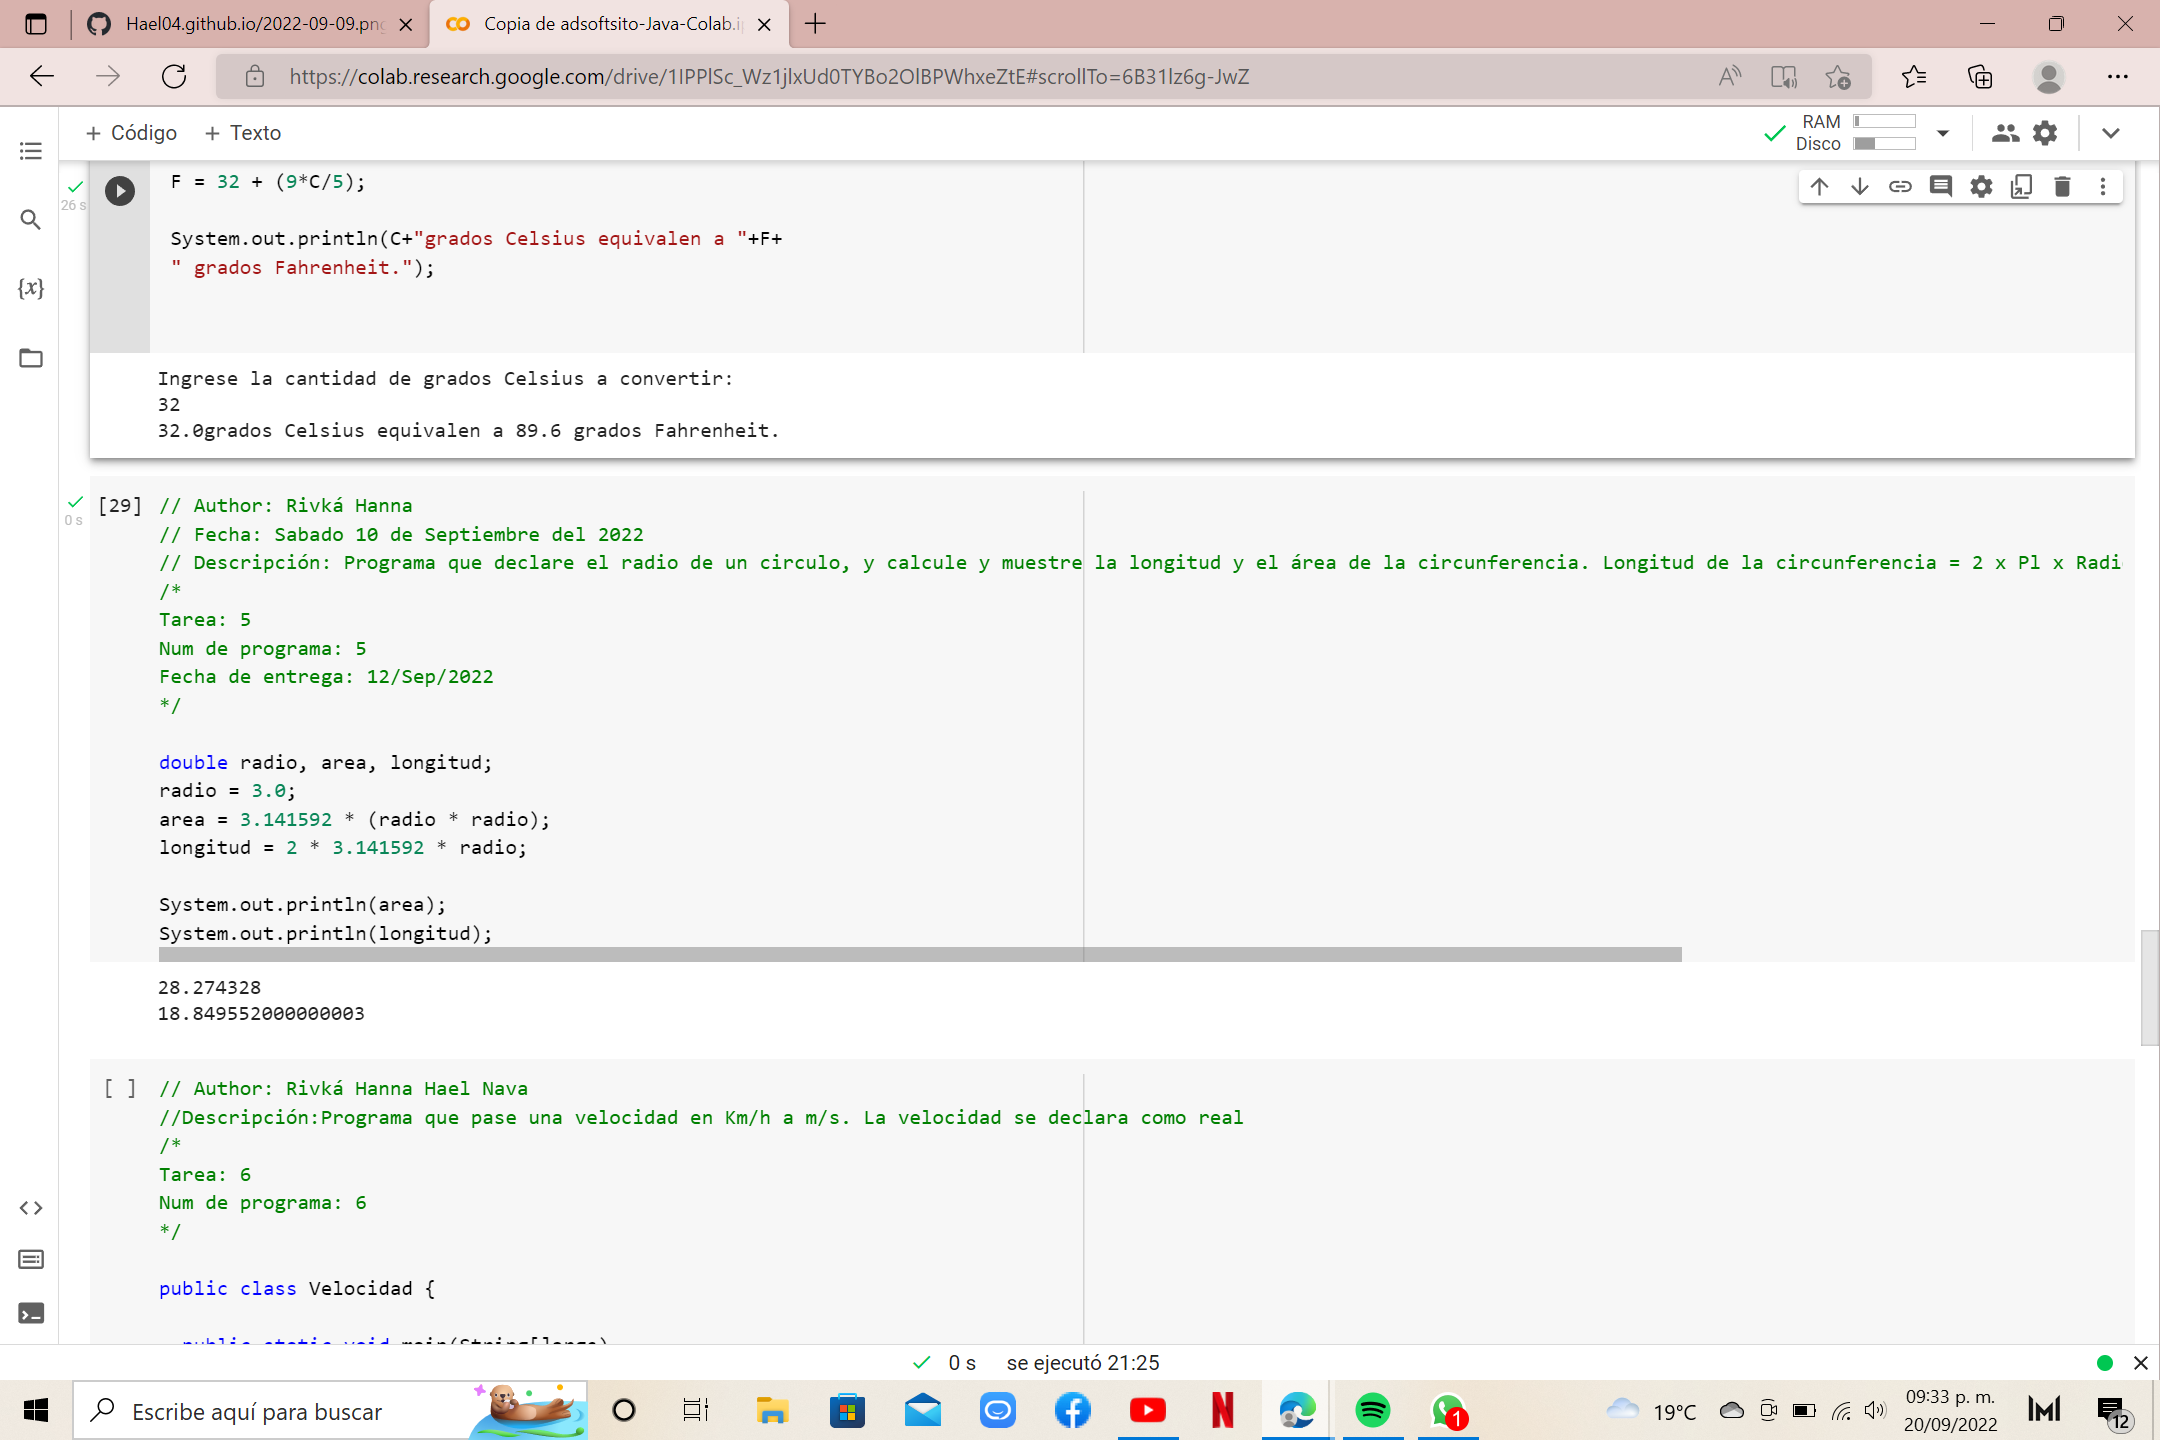 Hael04.github.io/2022-09-09.png
Copia de adsoftsito-Java-Colab.i
https://colab.research.google.com/drive/1IPPlSc_Wz1jlxUd0TYBo2OlBPWhxeZtE#scrollTo=6B31lz6g-JwZ
+ Código + Texto
RAM
Disco
26 s
F = 32 + (9*C/5);
System.out.println(C+"grados Celsius equivalen a "+F+
" grados Fahrenheit.");
{x}
Ingrese la cantidad de grados Celsius a convertir:
32
32.0grados Celsius equivalen a 89.6 grados Fahrenheit.
0 s
[29] // Author: Rivká Hanna
// Fecha: Sabado 10 de Septiembre del 2022
// Descripción: Programa que declare el radio de un circulo, y calcule y muestre la longitud y el área de la circunferencia. Longitud de la circunferencia = 2 x Pl x Radi
/*
Tarea: 5
Num de programa: 5
Fecha de entrega: 12/Sep/2022
*/
double radio, area, longitud;
radio = 3.0;
area = 3.141592 * (radio * radio);
longitud = 2 * 3.141592 * radio;
System.out.println(area);
System.out.println(longitud);
28.274328
18.849552000000003
[ ] // Author: Rivká Hanna Hael Nava
//Descripción:Programa que pase una velocidad en Km/h a m/s. La velocidad se declara como real
/*
Tarea: 6
Num de programa: 6
*/
public class Velocidad {
public static void main(String[]args)
0 s se ejecutó 21:25
Escribe aquí para buscar
1
19°C
09:33 p. m.
20/09/2022
12